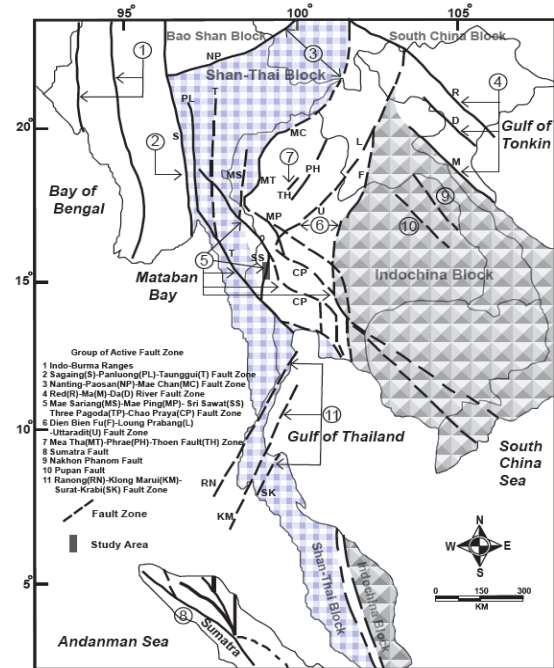 95°
100°
105°
Bao Shan Block
South China Block
1
NP
3
Shan-Thai Block
4
PL
T
R
20°
MC
D
Gulf of
Tonkin
2
S
L
7
PH
M
Bay of
Bengal
MS
MT
TH
F
9
MP
U
10
6
?
5
T
SS
CP
Indochina Block
Mataban
Bay
15°
CP
Group of Active Fault Zone
1 Indo-Burma Ranges
2 Sagaing(S)-Panluong(PL)-Taunggui(T) Fault Zone
3 Nanting-Paosan(NP)-Mae Chan(MC) Fault Zone
4 Red(R)-Ma(M)-Da(D) River Fault Zone
5 Mae Sariang(MS)-Mae Ping(MP)- Sri Sawat(SS)
Three Pagoda(TP)-Chao Praya(CP) Fault Zone
6 Dien Bien Fu(F)-Loung Prabang(L)
-Uttaradit(U) Fault Zone
7 Mea Tha(MT)-Phrae(PH)-Thoen Fault(TH) Zone
8 Sumatra Fault
9 Nakhon Phanom Fault
10 Pupan Fault
11 Ranong(RN)-Klong Marui(KM)-
Surat-Krabi(SK) Fault Zone
Fault Zone
Study Area
10°
11
Gulf of Thailand
South
China
Sea
RN
SK
KM
N
W
E
S
0 150 300
KM
5°
Shan-Thai Block
Indochina Block
8
Sumatra
Andanman Sea